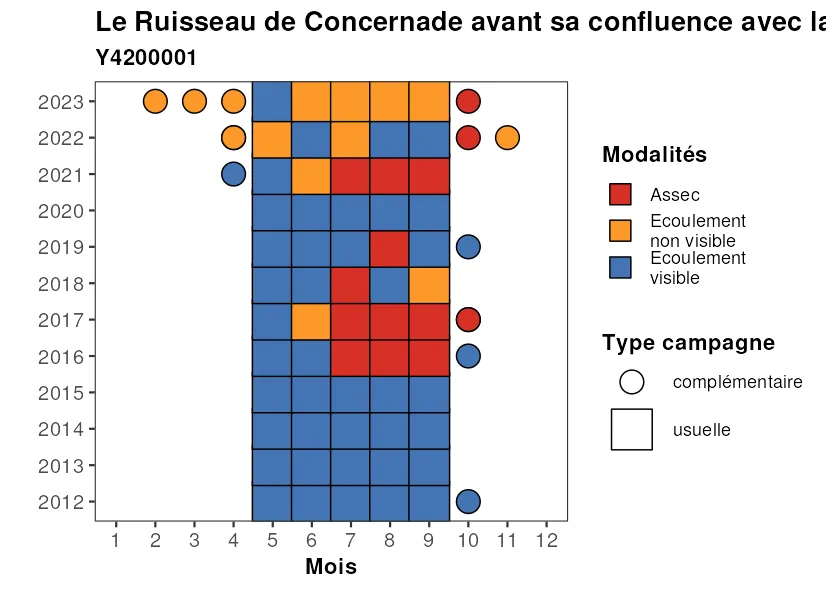 Le Ruisseau de Concernade avant sa confluence avec la
Y4200001
2023
2022
2021
2020
2019
2018
2017
2016
2015
2014
2013
2012
1 2 3 4 5 6 7 8 9 10 11 12
Mois
Modalités
Assec
Ecoulement
non visible
Ecoulement
visible
Type campagne
complémentaire
usuelle